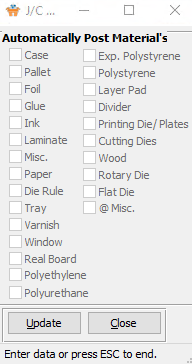 J/C ...
Automatically Post Material's
Case
Pallet
Foil
Glue
Ink
Laminate
Misc.
Paper
Die Rule
Tray
Varnish
Window
Real Board
Polyethylene
Polyurethane
Exp. Polystyrene
Polystyrene
Layer Pad
Divider
Printing Die/ Plates
Cutting Dies
Wood
Rotary Die
Flat Die
@ Misc.
Update
Close
Enter data or press ESC to end.